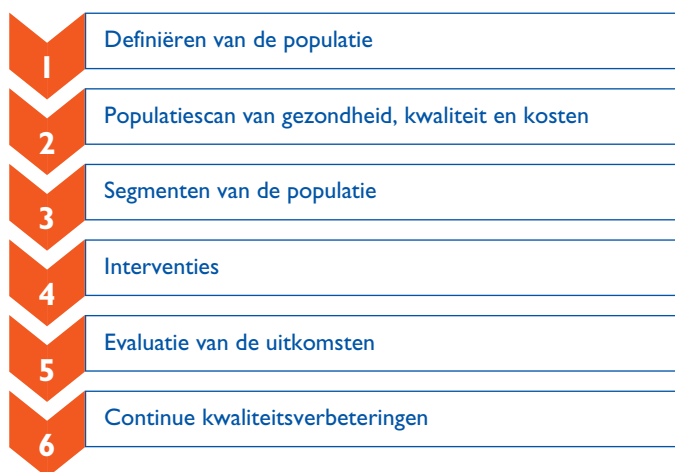 1 Definiëren van de populatie
2 Populatiescan van gezondheid, kwaliteit en kosten
3 Segmenten van de populatie
4 Interventies
5 Evaluatie van de uitkomsten
6 Continue kwaliteitsverbeteringen